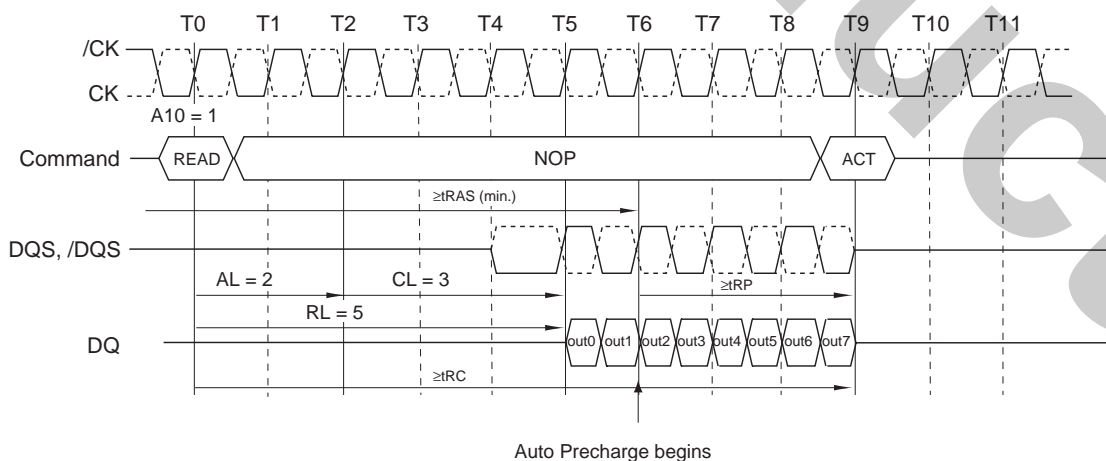 T0 T1 T2 T3 T4 T5 T6 T7 T8 T9 T10 T11
/CK
CK
A10 = 1
Command READ NOP ACT
≥tRAS (min.)
DQS, /DQS
AL = 2 CL = 3 ≥tRP
RL = 5
DQ out0 out1 out2 out3 out4 out5 out6 out7
≥tRC
Auto Precharge begins